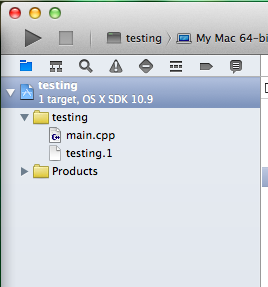 testing My Mac 64-bi
testing
1 target, OS X SDK 10.9
testing
main.cpp
testing.1
Products